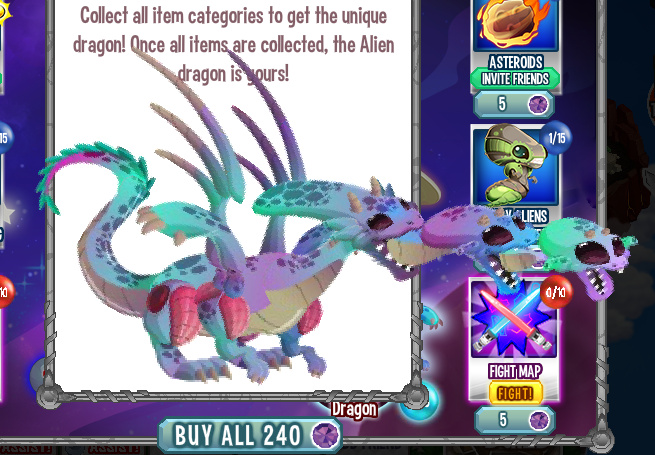 Collect all item categories to get the unique
dragon! Once all items are collected, the Alien
dragon is yours!
ASTEROIDS
INVITE FRIENDS
5
1/15
/15
ALIENS
0/10
/10
FIGHT MAP
FIGHT!
5
Dragon
BUY ALL 240
ASSIST!